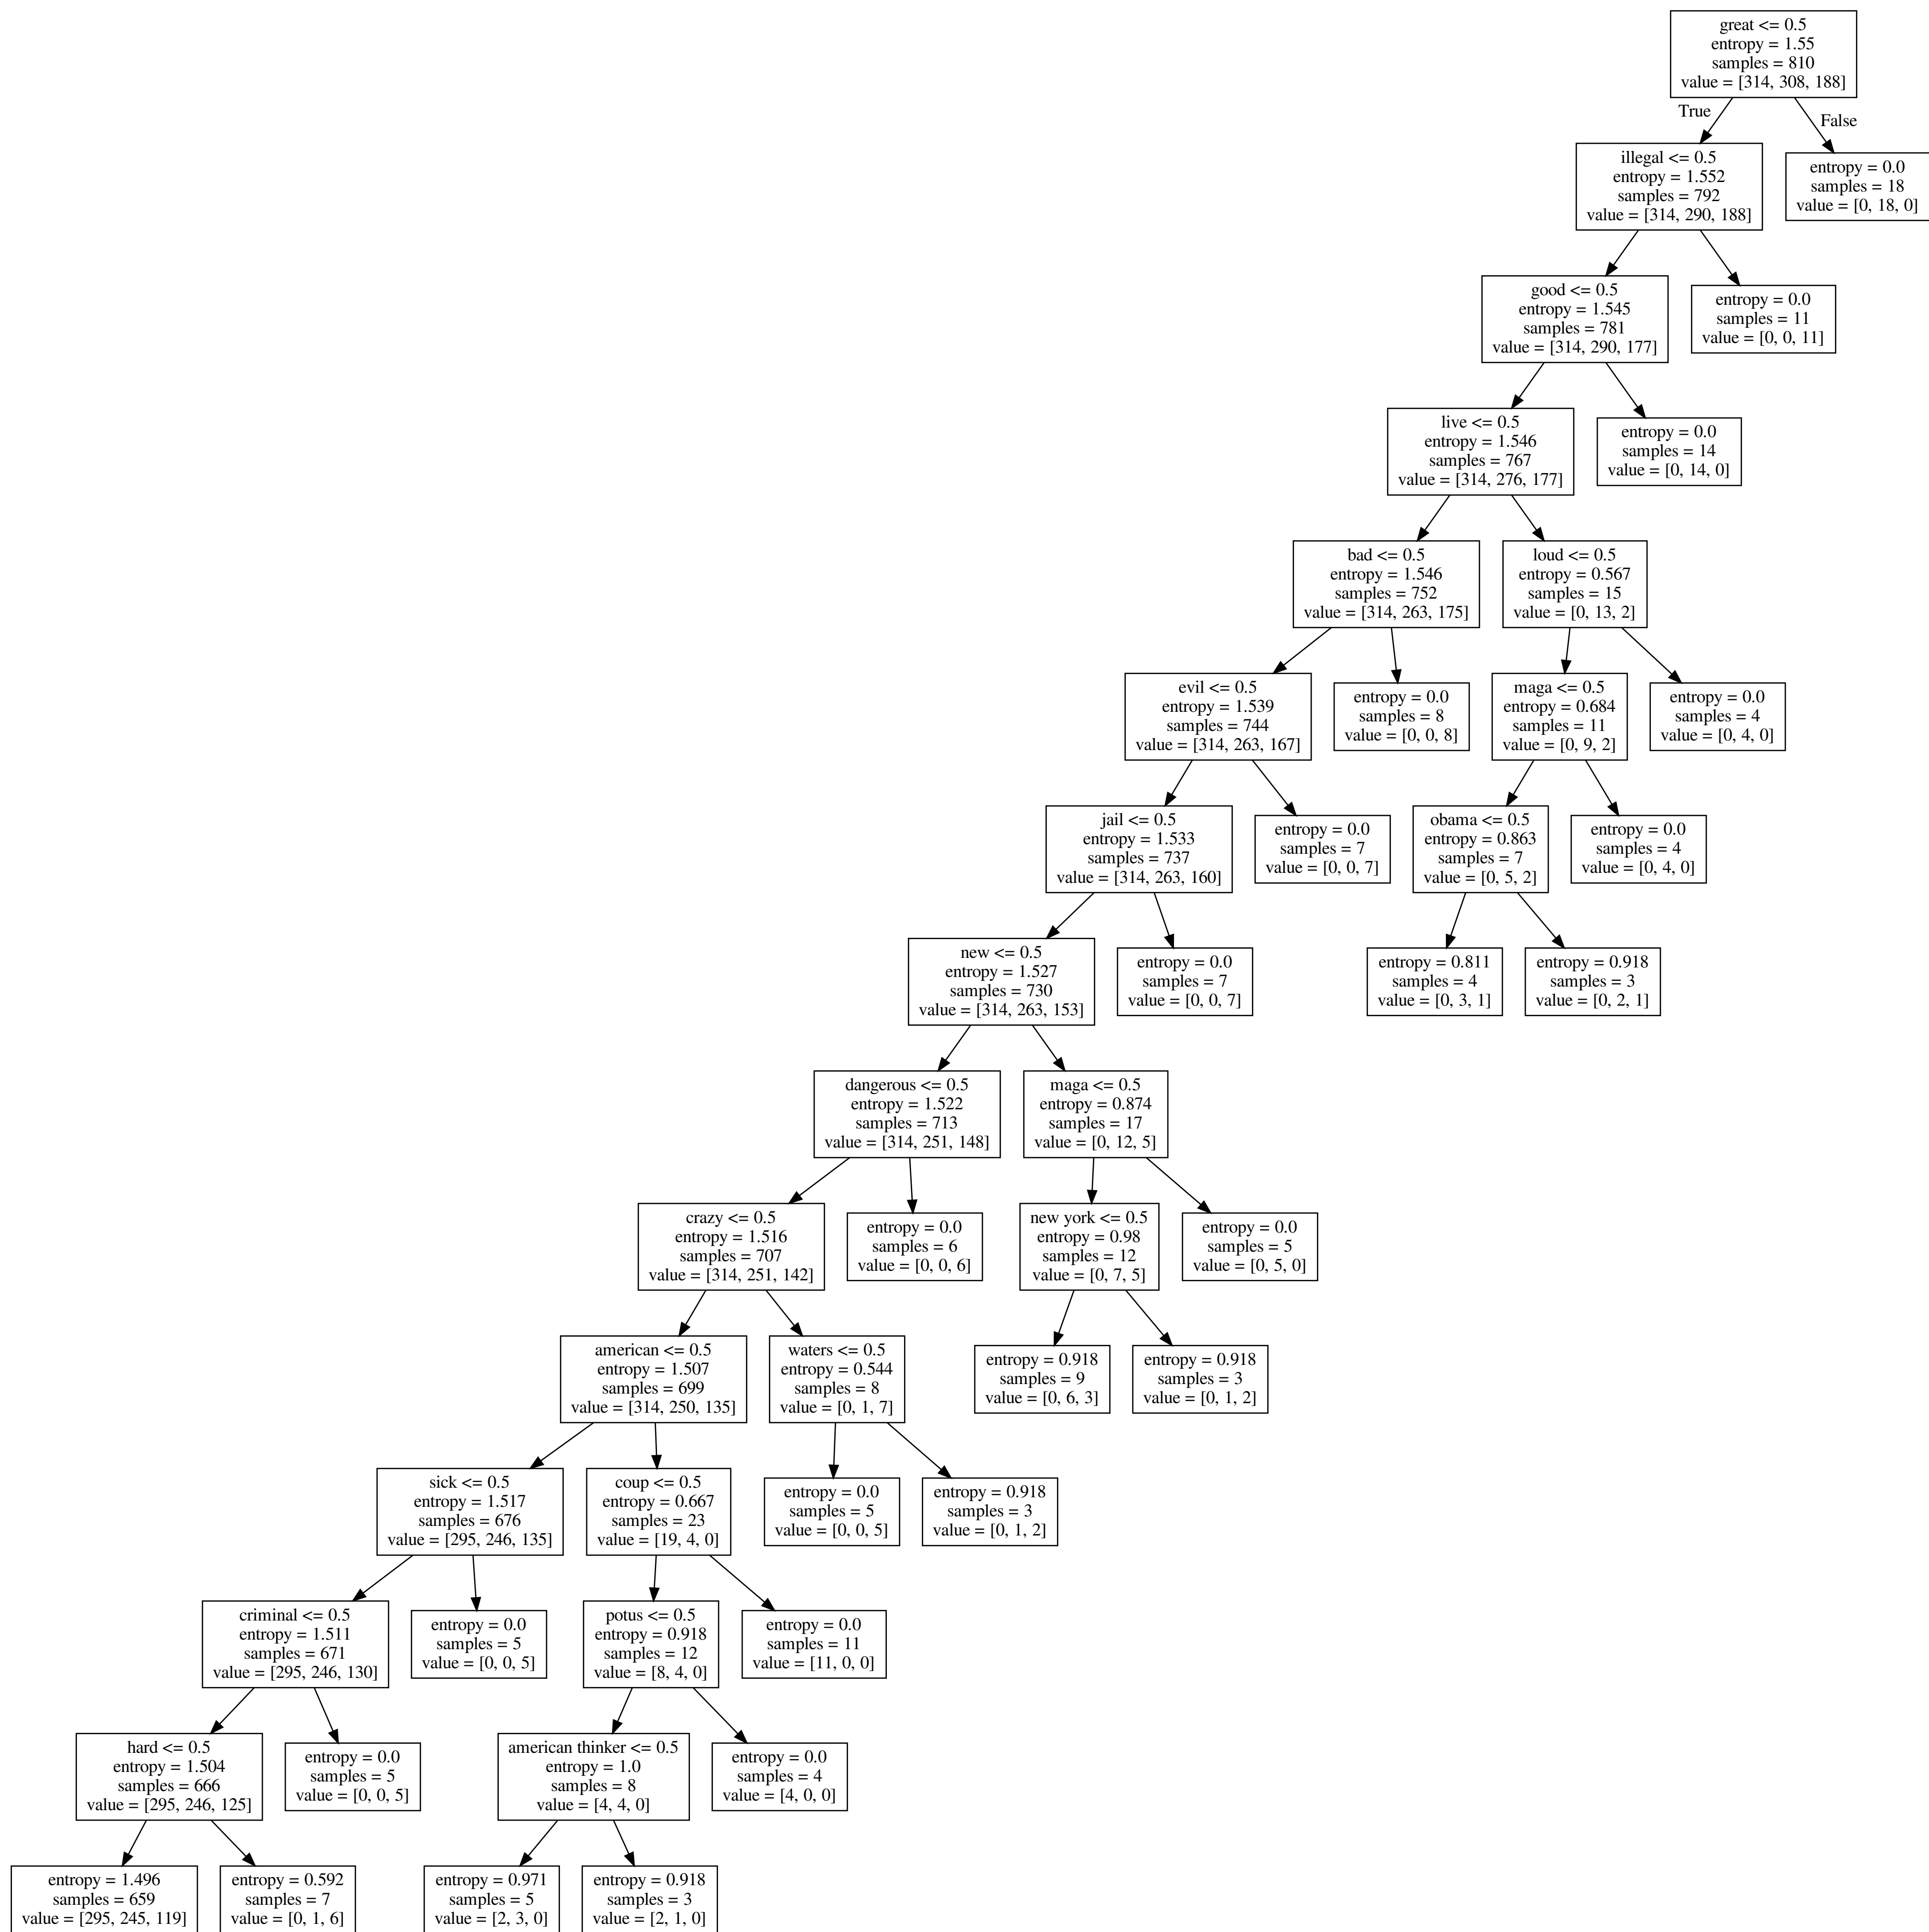 great <= 0.5
entropy = 1.55
samples = 810
value = [314, 308, 188]
True
False
illegal <= 0.5
entropy = 1.552
samples = 792
value = [314, 290, 188]
entropy = 0.0
samples = 18
value = [0, 18, 0]
good <= 0.5
entropy = 1.545
samples = 781
value = [314, 290, 177]
entropy = 0.0
samples = 11
value = [0, 0, 11]
live <= 0.5
entropy = 1.546
samples = 767
value = [314, 276, 177]
entropy = 0.0
samples = 14
value = [0, 14, 0]
bad <= 0.5
entropy = 1.546
samples = 752
value = [314, 263, 175]
loud <= 0.5
entropy = 0.567
samples = 15
value = [0, 13, 2]
evil <= 0.5
entropy = 1.539
samples = 744
value = [314, 263, 167]
entropy = 0.0
samples = 8
value = [0, 0, 8]
maga <= 0.5
entropy = 0.684
samples = 11
value = [0, 9, 2]
entropy = 0.0
samples = 4
value = [0, 4, 0]
jail <= 0.5
entropy = 1.533
samples = 737
value = [314, 263, 160]
entropy = 0.0
samples = 7
value = [0, 0, 7]
obama <= 0.5
entropy = 0.863
samples = 7
value = [0, 5, 2]
entropy = 0.0
samples = 4
value = [0, 4, 0]
new <= 0.5
entropy = 1.527
samples = 730
value = [314, 263, 153]
entropy = 0.0
samples = 7
value = [0, 0, 7]
entropy = 0.811
samples = 4
value = [0, 3, 1]
entropy = 0.918
samples = 3
value = [0, 2, 1]
dangerous <= 0.5
entropy = 1.522
samples = 713
value = [314, 251, 148]
maga <= 0.5
entropy = 0.874
samples = 17
value = [0, 12, 5]
crazy <= 0.5
entropy = 1.516
samples = 707
value = [314, 251, 142]
entropy = 0.0
samples = 6
value = [0, 0, 6]
new york <= 0.5
entropy = 0.98
samples = 12
value = [0, 7, 5]
entropy = 0.0
samples = 5
value = [0, 5, 0]
american <= 0.5
entropy = 1.507
samples = 699
value = [314, 250, 135]
waters <= 0.5
entropy = 0.544
samples = 8
value = [0, 1, 7]
entropy = 0.918
samples = 9
value = [0, 6, 3]
entropy = 0.918
samples = 3
value = [0, 1, 2]
sick <= 0.5
entropy = 1.517
samples = 676
value = [295, 246, 135]
coup <= 0.5
entropy = 0.667
samples = 23
value = [19, 4, 0]
entropy = 0.0
samples = 5
value = [0, 0, 5]
entropy = 0.918
samples = 3
value = [0, 1, 2]
criminal <= 0.5
entropy = 1.511
samples = 671
value = [295, 246, 130]
entropy = 0.0
samples = 5
value = [0, 0, 5]
potus <= 0.5
entropy = 0.918
samples = 12
value = [8, 4, 0]
entropy = 0.0
samples = 11
value = [11, 0, 0]
hard <= 0.5
entropy = 1.504
samples = 666
value = [295, 246, 125]
entropy = 0.0
samples = 5
value = [0, 0, 5]
american thinker <= 0.5
entropy = 1.0
samples = 8
value = [4, 4, 0]
entropy = 0.0
samples = 4
value = [4, 0, 0]
entropy = 1.496
samples = 659
value = [295, 245, 119]
entropy = 0.592
samples = 7
value = [0, 1, 6]
entropy = 0.971
samples = 5
value = [2, 3, 0]
entropy = 0.918
samples = 3
value = [2, 1, 0]